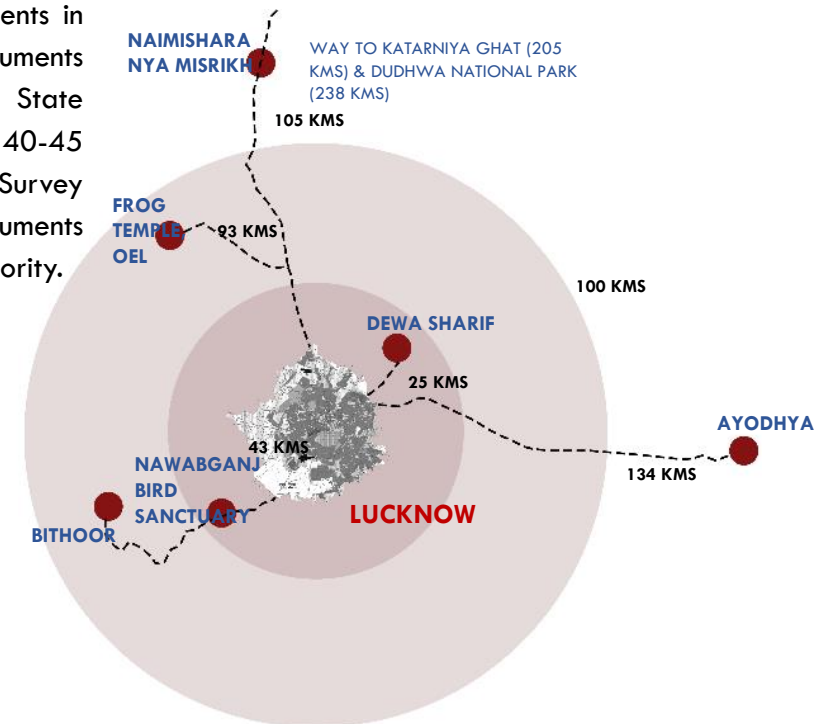 ents in
uments
State
40-45
Survey
uments
ority.
NAIMISHARA
NYA MISRIKH
WAY TO KATARNIYA GHAT (205
KMS) & DUDHWA NATIONAL PARK
(238 KMS)
105 KMS
FROG
TEMPLE,
OEL
93 KMS
100 KMS
DEWA SHARIF
25 KMS
AYODHYA
134 KMS
43 KMS
NAWABGANJ
BIRD
SANCTUARY
BITHOOR
LUCKNOW